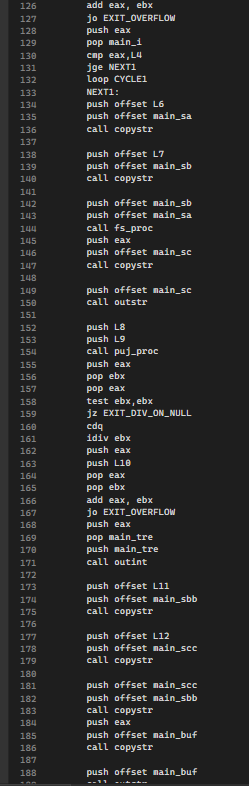 126 add eax, ebx
127 jo EXIT_OVERFLOW
128 push eax
129 pop main_i
130 cmp eax,L4
131 jge NEXT1
132 loop CYCLE1
133 NEXT1:
134 push offset L6
135 push offset main_sa
136 call copystr
137
138 push offset L7
139 push offset main_sb
140 call copystr
141
142 push offset main_sb
143 push offset main_sa
144 call fs_proc
145 push eax
146 push offset main_sc
147 call copystr
148
149 push offset main_sc
150 call outstr
151
152 push L8
153 push L9
154 call puj_proc
155 push eax
156 pop ebx
157 pop eax
158 test ebx,ebx
159 jz EXIT_DIV_ON_NULL
160 cdq
161 idiv ebx
162 push eax
163 push L10
164 pop eax
165 pop ebx
166 add eax, ebx
167 jo EXIT_OVERFLOW
168 push eax
169 pop main_tre
170 push main_tre
171 call outint
172
173 push offset L11
174 push offset main_sbb
175 call copystr
176
177 push offset L12
178 push offset main_scc
179 call copystr
180
181 push offset main_scc
182 push offset main_sbb
183 call copystr
184 push eax
185 push offset main_buf
186 call copystr
187
188 push offset main_buf